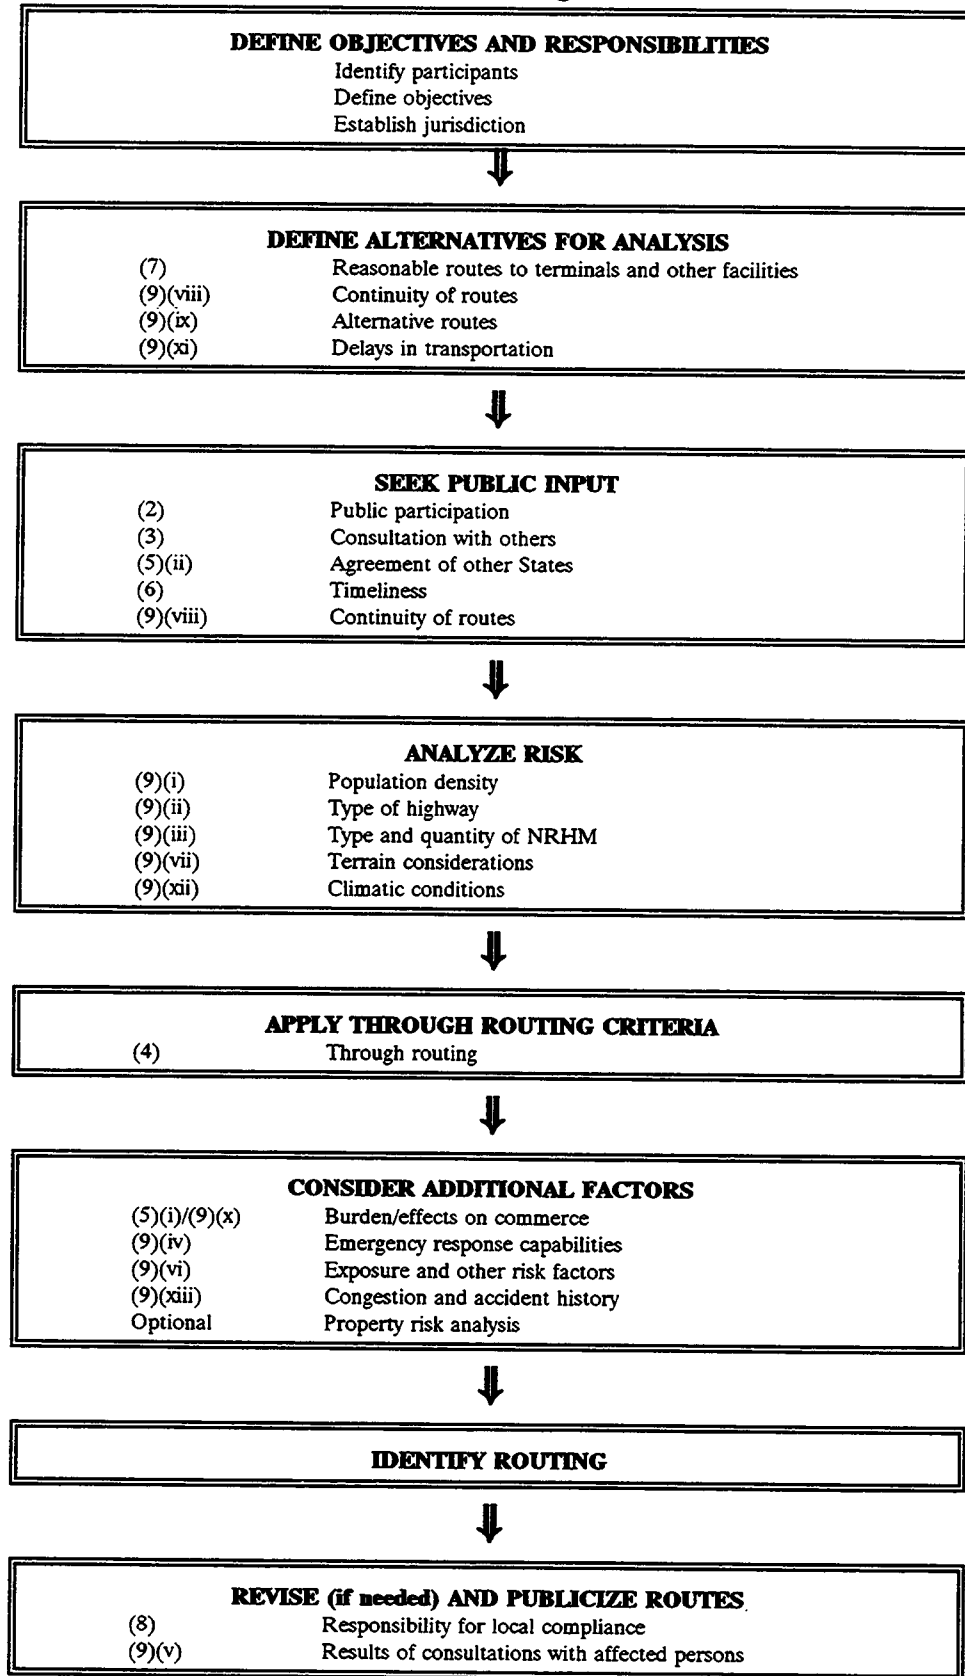 DEFINE OBJECTIVES AND RESPONSIBILITIES
Identify participants
Define objectives
Establish jurisdiction
DEFINE ALTERNATIVES FOR ANALYSIS
(7) Reasonable routes to terminals and other facilities
(9)(viii) Continuity of routes
(9)(ix) Alternative routes
(9)(xi) Delays in transportation
SEEK PUBLIC INPUT
(2) Public participation
(3) Consultation with others
(5)(ii) Agreement of other States
(6) Timeliness
(9)(viii) Continuity of routes
ANALYZE RISK
(9)(i) Population density
(9)(ii) Type of highway
(9)(iii) Type and quantity of NRHM
(9)(vii) Terrain considerations
(9)(xii) Climatic conditions
APPLY THROUGH ROUTING CRITERIA
(4) Through routing
CONSIDER ADDITIONAL FACTORS
(5)(i)/(9)(x) Burden/effects on commerce
(9)(iv) Emergency response capabilities
(9)(vi) Exposure and other risk factors
(9)(xiii) Congestion and accident history
Optional Property risk analysis
IDENTIFY ROUTING
REVISE (if needed) AND PUBLICIZE ROUTES
(8) Responsibility for local compliance
(9)(v) Results of consultations with affected persons